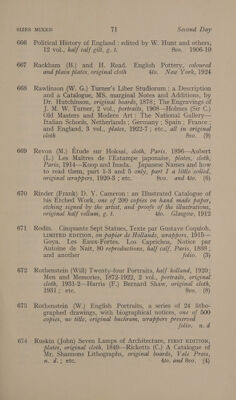 SIZES MIXED 71 Second Day
666 Political History of England : edited by W. Hunt and others,
12 vol., half calf gilt, g. t. 8vo. 1906-10
667 Rackham (B.) and H. Read. English Pottery, coloured
and plain plates, original cloth 4to. New York, 1924
668 Rawlinson (W. G.) Turner's Liber Studiorum : a Description
and a Catalogue, MS. marginal Notes and Additions, by
Dr. Hutchinson, original boards, 1878 ; The Engravings of
J. M. W. Turner, 2 vol., portraits, 1908—Holmes (Sir C.)
Old Masters and Modern Art : The National Gallery—
Italian Schools, Netherlands ; Germany ; Spain ; France :
and England, 3 vol., plates, 1922-7 ; etc., all in original
cloth 8vo. (9)
669 Revon (M.) Étude sur Hoksaï, cloth, Paris, 1896—Aubert
(L.) Les Maîtres de l'Estampe japonaise, plates, cloth,
Paris, 1914—Koop and Inada. Japanese Names and how
to read them, part 1-3 and 5 only, part 1 a little soiled,
original wrappers, 1920-3 ; etc. 8vo. and 4to. (6)
670 Rinder (Frank) D. Y. Cameron : an Illustrated Catalogue of
his Etched Work, one of 200 copies on hand made paper,
etching signed by the artist, and proofs of the illustrations,
original half vellum, g. t. 4to. Glasgow, 1912
671 Rodin. Cinquante Sept Statues, Texte par Gustave Coquiot,
LIMITED EDITION, on papier de Hollande, wrappers, 1915—
Goya. Les Eaux-Fortes. Los Caprichos, Notice par
Antoine de Nait, 80 reproductions, half calf, Paris, 1888 ;
and another folio. (3)
672 Rothenstein (Will) Twenty-four Portraits, half holland, 1920 ;
Men and Memories, 1872-1922, 2 vol., portraits, original
cloth, 1931-2—Harris (F.) Bernard Shaw, original cloth,
1931 ; etc. 8vo. (8)
673 Rothenstein (W.) English Portraits, a series of 24 litho-
graphed drawings, with biographical notices, one of 500
copies, no title, original buckram, wrappers preserved
folio. n. d
674 Ruskin (John) Seven Lamps of Architecture, FIRST EDITION,
plates, original cloth, 1849—Ricketts (C.) A Catalogue of
Mr. Shannons Lithographs, original boards, Vale Press,
n. d. ; etc. 4to. and 8vo. (4)